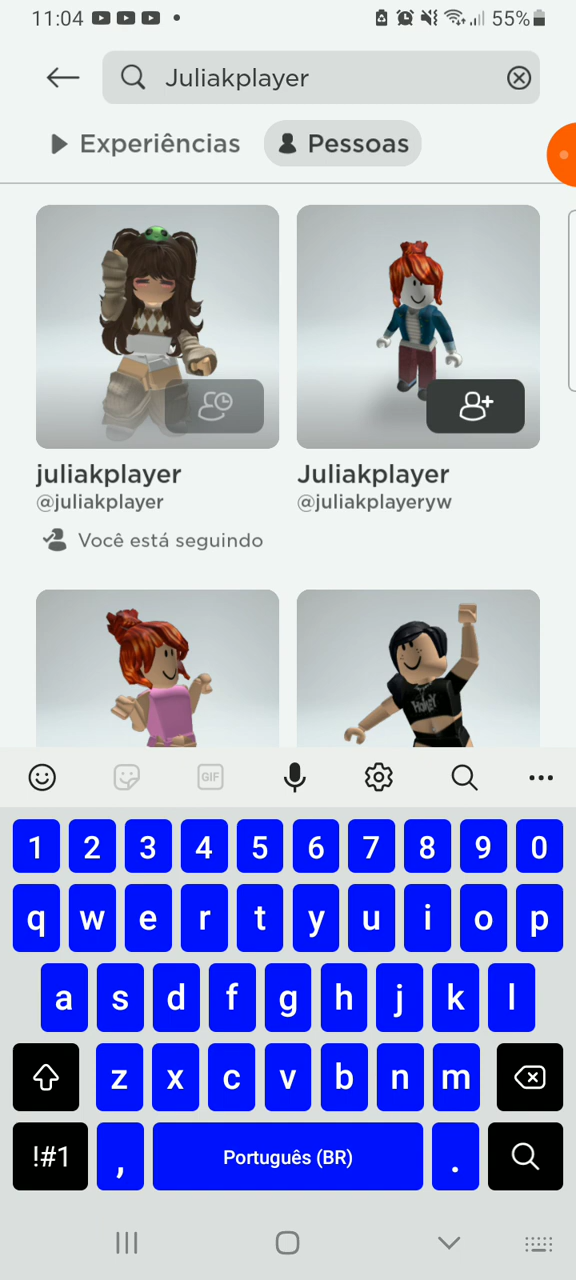 11:04 55%
Juliakplayer
Experiências Pessoas
juliakplayer Juliakplayer
@juliakplayer @juliakplayeryw
Você está seguindo
HONEY
GIF
1 2 3 4 5 6 7 8 9 0
q w e r t y u i o p
a s d f g h j k l
z x c v b n m
!#1 , Português (BR) .